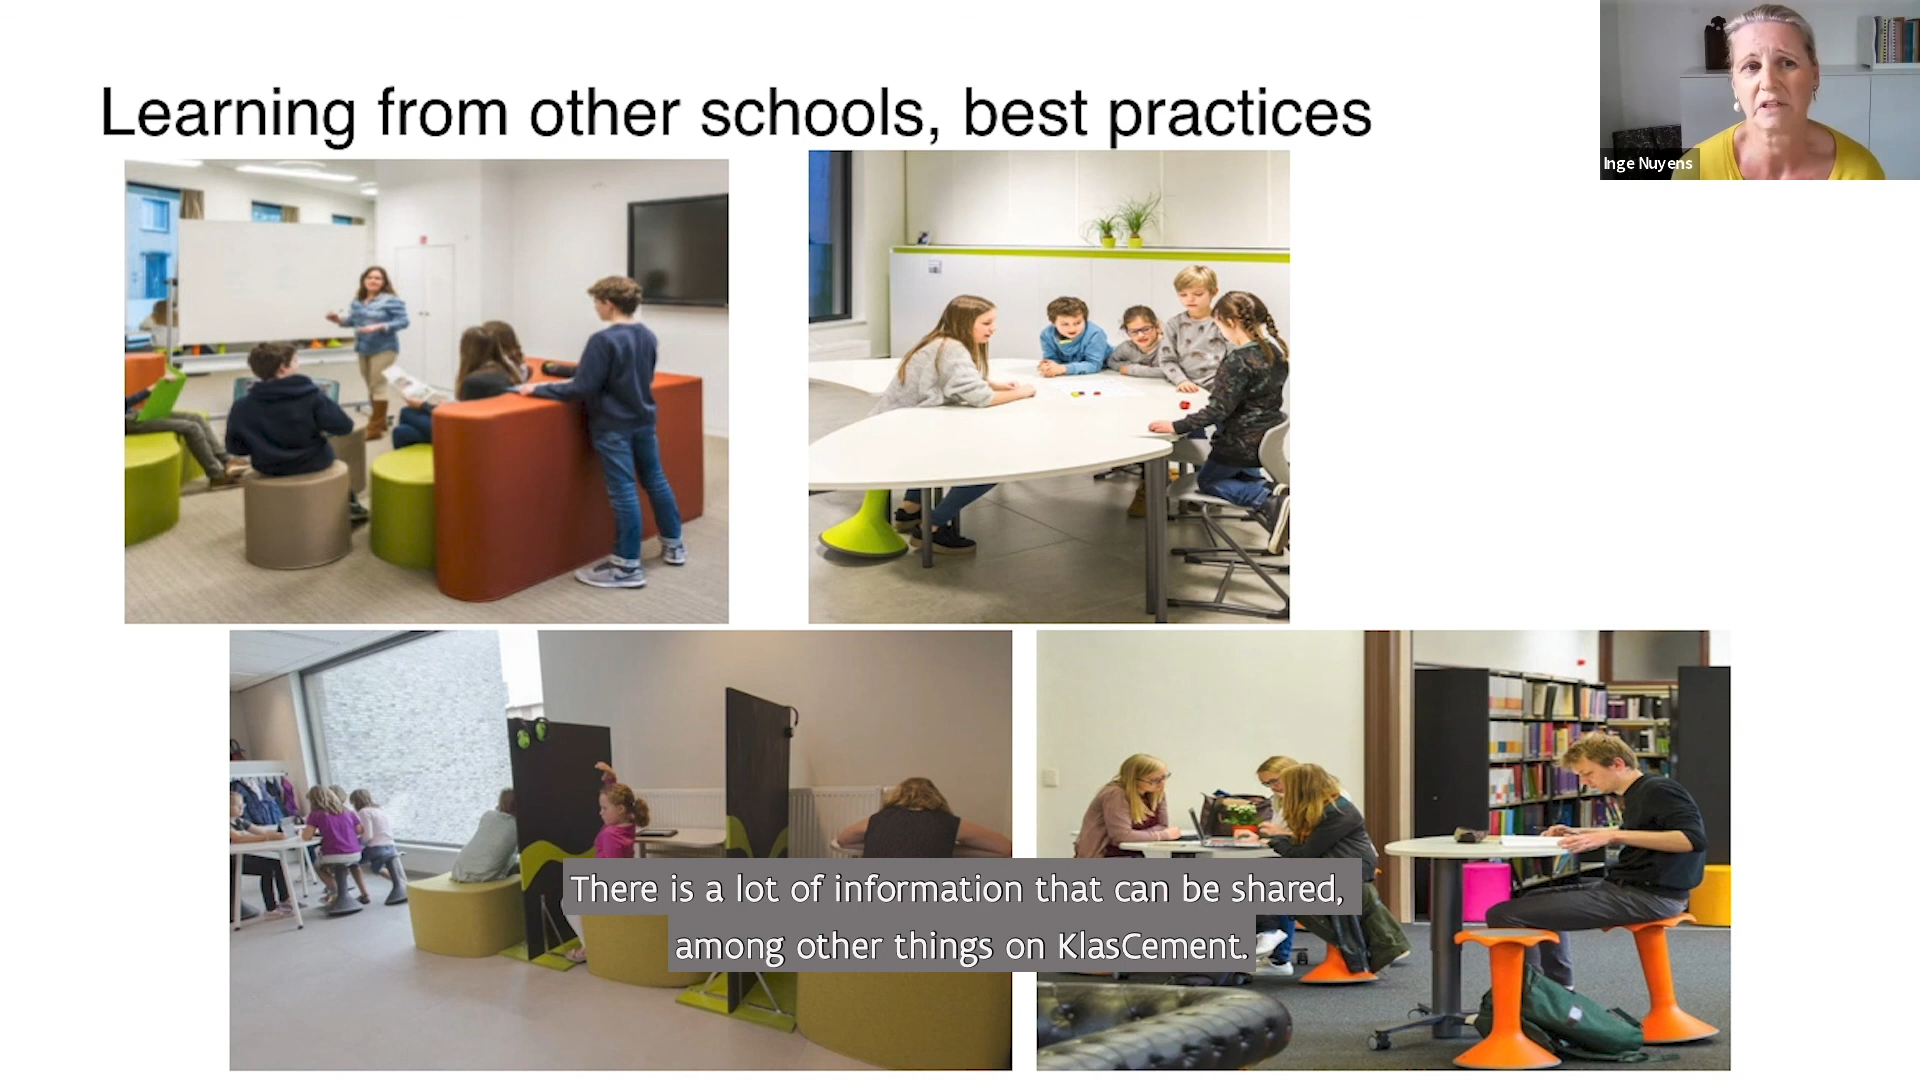 Learning from other schools, best practices
Inge Nuyens
There is a lot of information that can be shared,
among other things on KlasCement.